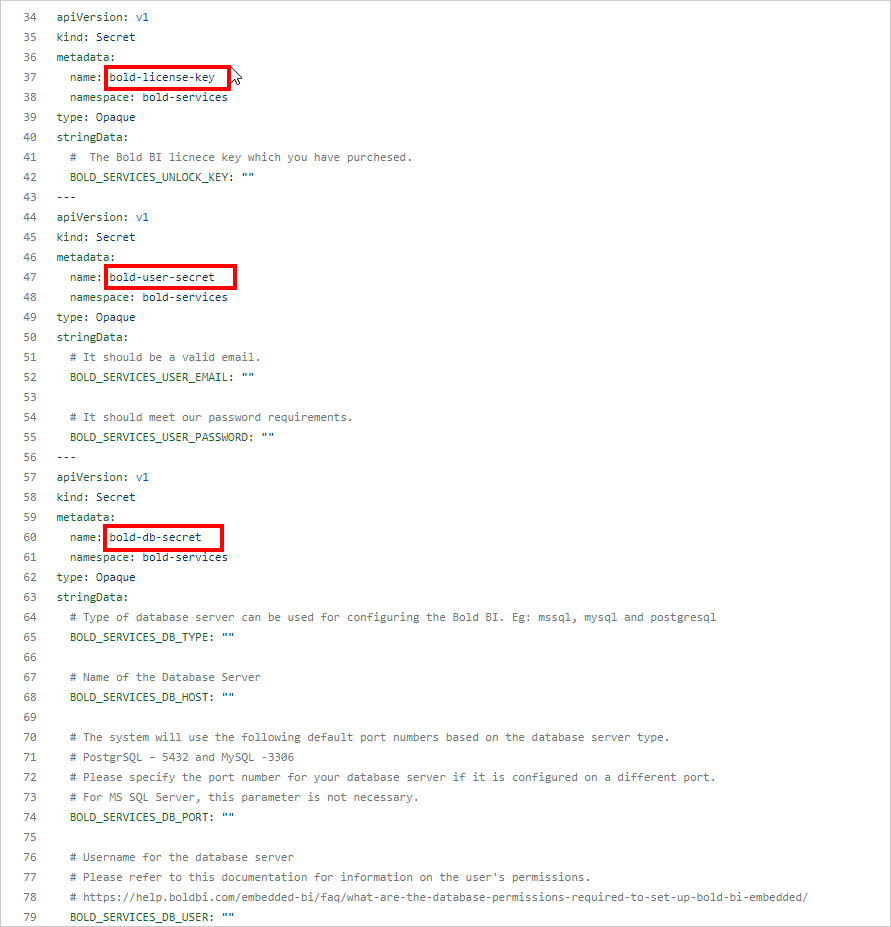 34 apiVersion: v1
35 kind: Secret
36 metadata:
37   name: bold-license-key
38   namespace: bold-services
39 type: Opaque
40 stringData:
41   #  The Bold BI licnece key which you have purchesed.
42   BOLD_SERVICES_UNLOCK_KEY: ""
43 ---
44 apiVersion: v1
45 kind: Secret
46 metadata:
47   name: bold-user-secret
48   namespace: bold-services
49 type: Opaque
50 stringData:
51   # It should be a valid email.
52   BOLD_SERVICES_USER_EMAIL: ""
53
54   # It should meet our password requirements.
55   BOLD_SERVICES_USER_PASSWORD: ""
56 ---
57 apiVersion: v1
58 kind: Secret
59 metadata:
60   name: bold-db-secret
61   namespace: bold-services
62 type: Opaque
63 stringData:
64   # Type of database server can be used for configuring the Bold BI. Eg: mssql, mysql and postgresql
65   BOLD_SERVICES_DB_TYPE: ""
66
67   # Name of the Database Server
68   BOLD_SERVICES_DB_HOST: ""
69
70   # The system will use the following default port numbers based on the database server type.
71   # PostgrSQL – 5432 and MySQL -3306
72   # Please specify the port number for your database server if it is configured on a different port.
73   # For MS SQL Server, this parameter is not necessary.
74   BOLD_SERVICES_DB_PORT: ""
75
76   # Username for the database server
77   # Please refer to this documentation for information on the user's permissions.
78   # https://help.boldbi.com/embedded-bi/faq/what-are-the-database-permissions-required-to-set-up-bold-bi-embedded/
79   BOLD_SERVICES_DB_USER: ""